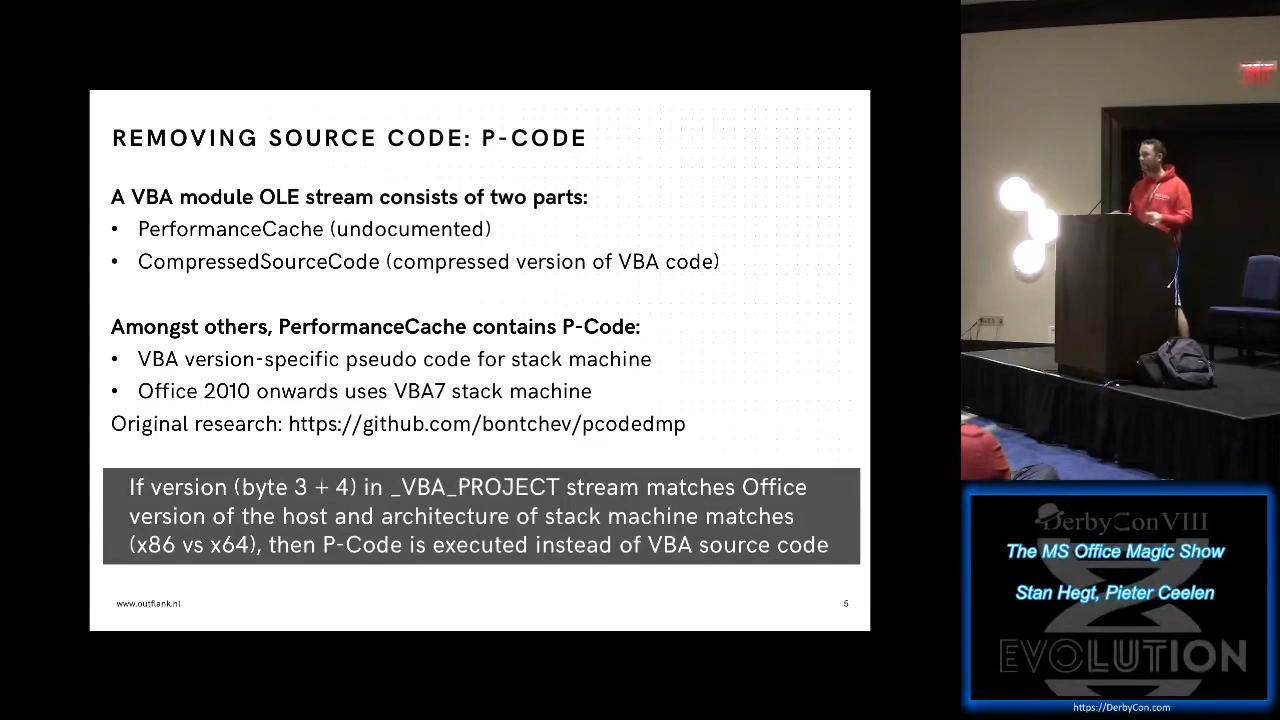 REMOVING SOURCE CODE: P-CODE
A VBA module OLE stream consists of two parts:
• PerformanceCache (undocumented)
• CompressedSourceCode (compressed version of VBA code)
Amongst others, PerformanceCache contains P-Code:
• VBA version-specific pseudo code for stack machine
• Office 2010 onwards uses VBA7 stack machine
Original research: https://github.com/bontchev/pcodedmp
If version (byte 3 + 4) in _VBA_PROJECT stream matches Office
version of the host and architecture of stack machine matches
(x86 vs x64), then P-Code is executed instead of VBA source code
www.outflank.nl
5
EXIT
DerbyCon VIII
The MS Office Magic Show
Stan Hegt, Pieter Ceelen
EVOLUTION
https://DerbyCon.com